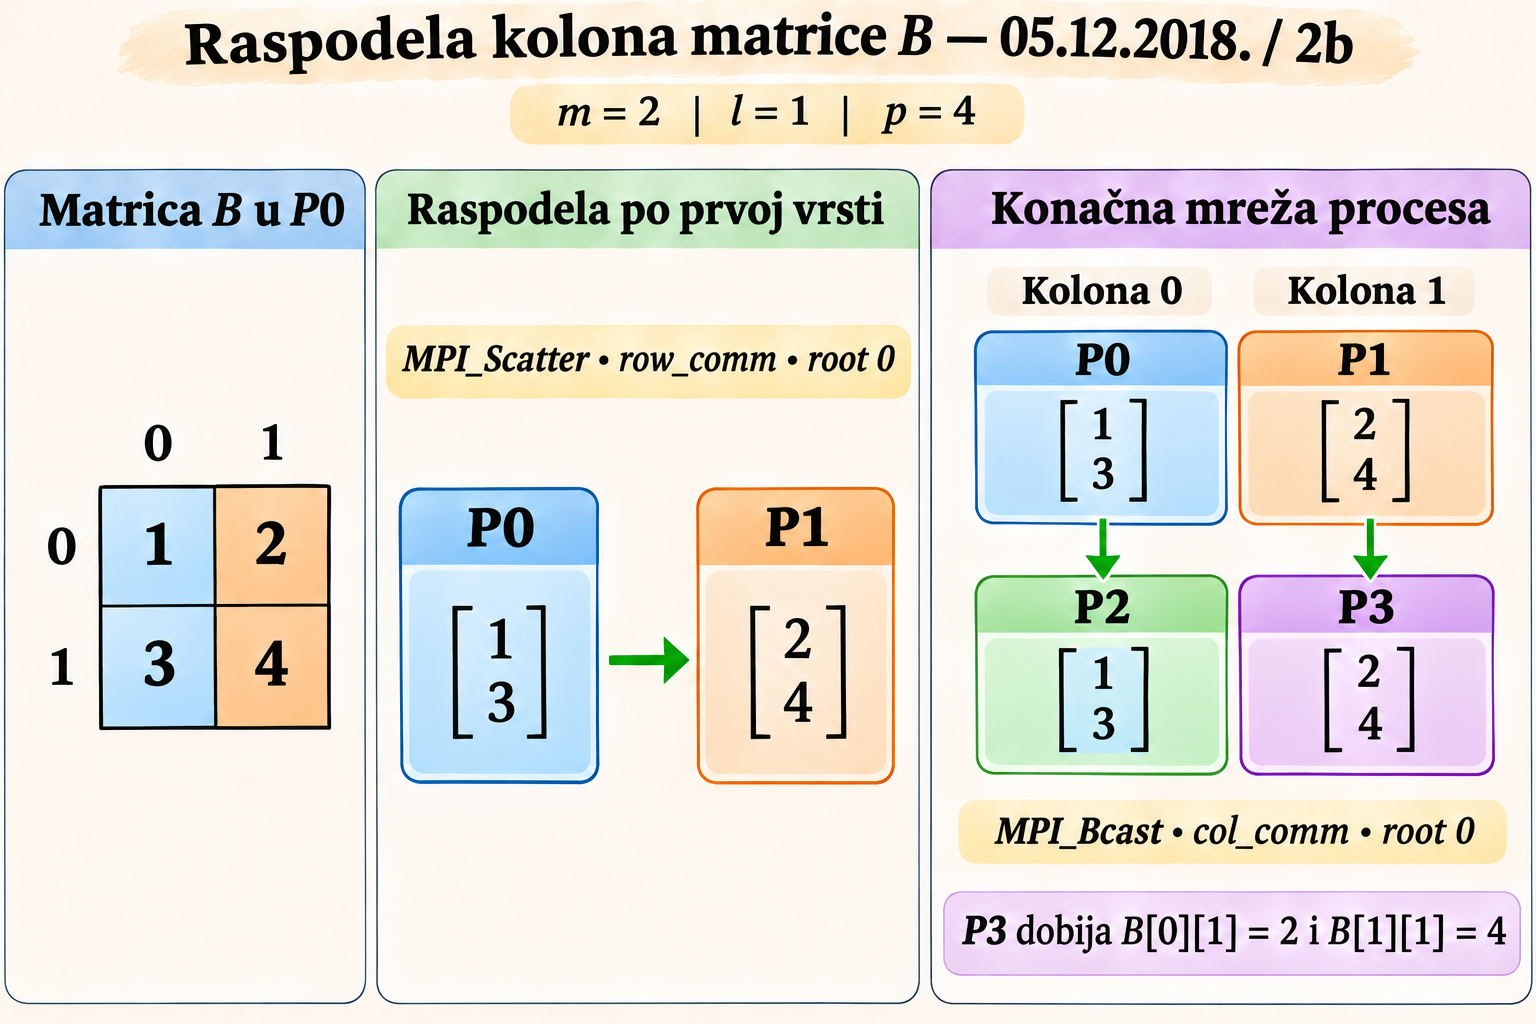 Raspodela kolona matrice B — 05.12.2018. / 2b
m = 2 | l = 1 | p = 4
Matrica B u P0
0 1
0 1 2
1 3 4
Raspodela po prvoj vrsti
MPI_Scatter • row_comm • root 0
P0 P1
1 2
3 4
Konačna mreža procesa
Kolona 0 Kolona 1
P0 P1
1 2
3 4
P2 P3
1 2
3 4
MPI_Bcast • col_comm • root 0
P3 dobija B[0][1] = 2 i B[1][1] = 4